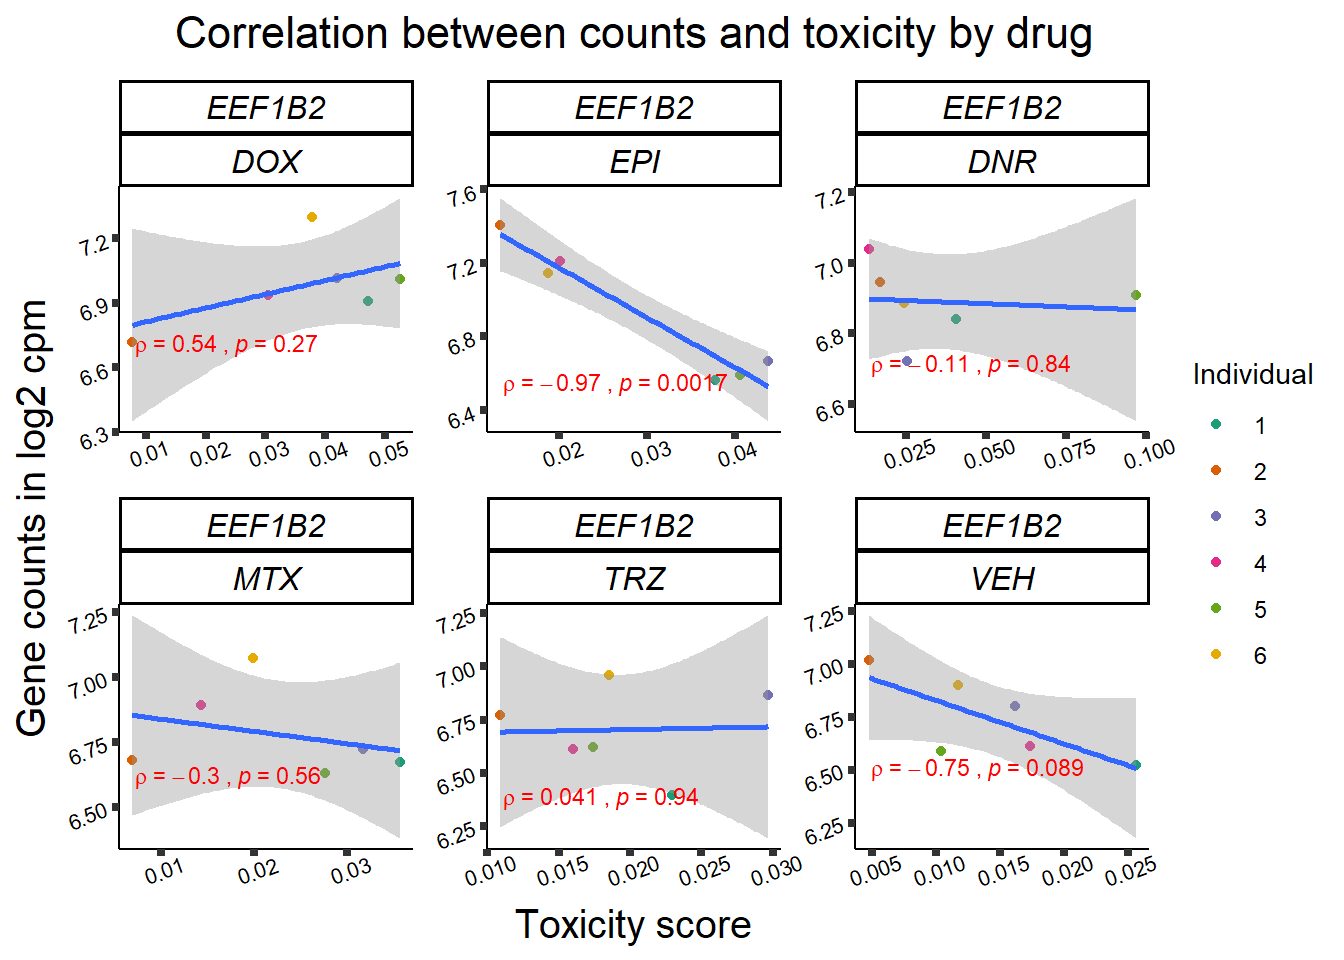 Correlation between counts and toxicity by drug
Gene counts in log2 cpm
EEF1B2
DOX
7.2
6.9
6.6
6.3
ρ = 0.54 , p = 0.27
0.01 0.02 0.03 0.04 0.05
EEF1B2
EPI
7.6
7.2
6.8
6.4
ρ = −0.97 , p = 0.0017
0.02 0.03 0.04
EEF1B2
DNR
7.2
7.0
6.8
6.6
ρ = −0.11 , p = 0.84
0.025 0.050 0.075 0.100
EEF1B2
MTX
7.25
7.00
6.75
6.50
ρ = −0.3 , p = 0.56
0.01 0.02 0.03
EEF1B2
TRZ
7.25
7.00
6.75
6.50
6.25
ρ = 0.041 , p = 0.94
0.010 0.015 0.020 0.025 0.030
EEF1B2
VEH
7.25
7.00
6.75
6.50
6.25
ρ = −0.75 , p = 0.089
0.005 0.010 0.015 0.020 0.025
Toxicity score
Individual
1
2
3
4
5
6